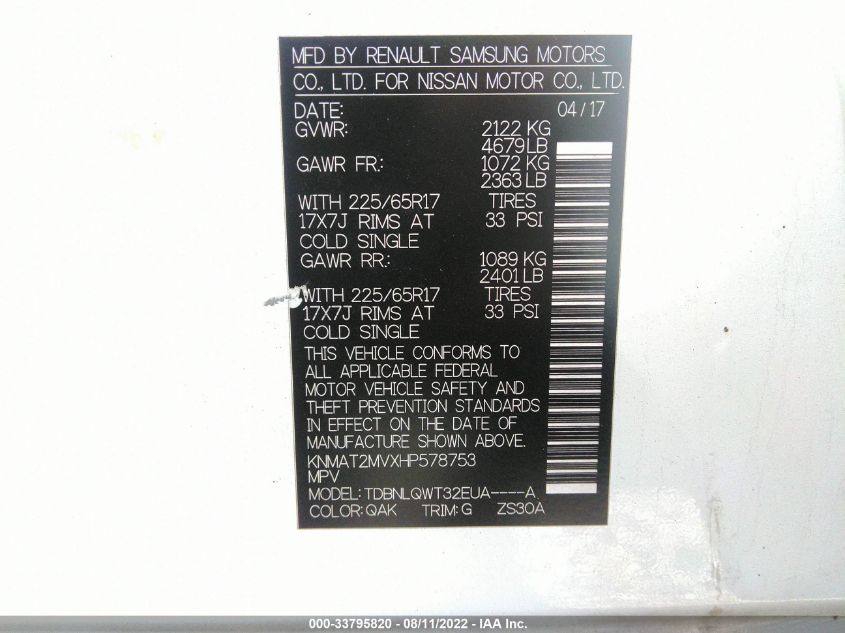 MFD BY RENAULT SAMSUNG MOTORS
CO., LTD. FOR NISSAN MOTOR CO., LTD.
DATE: 04/17
GVWR: 2122 KG
4679 LB
GAWR FR.: 1072 KG
2363 LB
WITH 225/65R17 TIRES
17X7J RIMS AT 33 PSI
COLD SINGLE
GAWR RR.: 1089 KG
2401 LB
WITH 225/65R17 TIRES
17X7J RIMS AT 33 PSI
COLD SINGLE
THIS VEHICLE CONFORMS TO
ALL APPLICABLE FEDERAL
MOTOR VEHICLE SAFETY AND
THEFT PREVENTION STANDARDS
IN EFFECT ON THE DATE OF
MANUFACTURE SHOWN ABOVE.
KNMAT2MVXHP578753
MPV
MODEL: TDBNLQWT32EUA----A
COLOR: QAK TRIM: G ZS30A
000-33795820 - 08/11/2022 - IAA Inc.